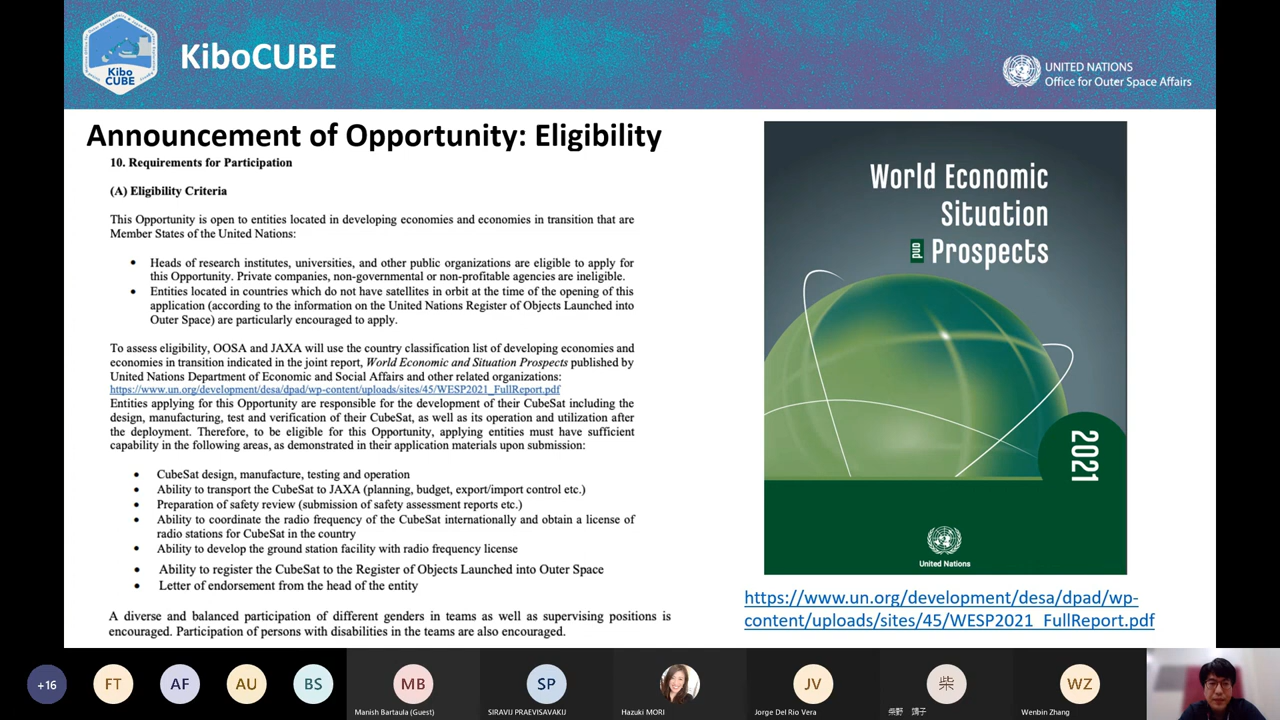 Kibo
CUBE
KiboCUBE
UNITED NATIONS
Office for Outer Space Affairs
Announcement of Opportunity: Eligibility
10. Requirements for Participation
(A) Eligibility Criteria
This Opportunity is open to entities located in developing economies and economies in transition that are
Member States of the United Nations:
• Heads of research institutes, universities, and other public organizations are eligible to apply for
this Opportunity. Private companies, non-governmental or non-profitable agencies are ineligible.
• Entities located in countries which do not have satellites in orbit at the time of the opening of this
application (according to the information on the United Nations Register of Objects Launched into
Outer Space) are particularly encouraged to apply.
To assess eligibility, OOSA and JAXA will use the country classification list of developing economies and
economies in transition indicated in the joint report, World Economic and Situation Prospects published by
United Nations Department of Economic and Social Affairs and other related organizations:
https://www.un.org/development/desa/dpad/wp-content/uploads/sites/45/WESP2021_FullReport.pdf
Entities applying for this Opportunity are responsible for the development of their CubeSat including the
design, manufacturing, test and verification of their CubeSat, as well as its operation and utilization after
the deployment. Therefore, to be eligible for this Opportunity, applying entities must have sufficient
capability in the following areas, as demonstrated in their application materials upon submission:
• CubeSat design, manufacture, testing and operation
• Ability to transport the CubeSat to JAXA (planning, budget, export/import control etc.)
• Preparation of safety review (submission of safety assessment reports etc.)
• Ability to coordinate the radio frequency of the CubeSat internationally and obtain a license of
radio stations for CubeSat in the country
• Ability to develop the ground station facility with radio frequency license
• Ability to register the CubeSat to the Register of Objects Launched into Outer Space
• Letter of endorsement from the head of the entity
A diverse and balanced participation of different genders in teams as well as supervising positions is
encouraged. Participation of persons with disabilities in the teams are also encouraged.
World Economic
Situation
and Prospects
2021
United Nations
https://www.un.org/development/desa/dpad/wp-
content/uploads/sites/45/WESP2021_FullReport.pdf
+16
FT
AF
AU
BS
MB
Manish Bartaula (Guest)
SP
SIRAVIJ PRAEVISAVAKIJ
Hazuki MORI
JV
Jorge Del Rio Vera
柴
柴野 靖子
WZ
Wenbin Zhang